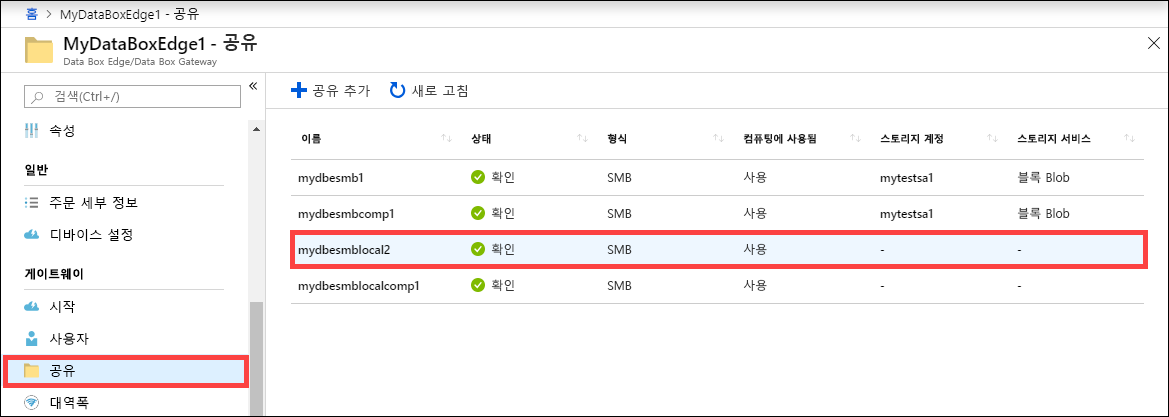 홈 > MyDataBoxEdge1 - 공유
MyDataBoxEdge1 - 공유
Data Box Edge/Data Box Gateway
검색(Ctrl+/)
속성
일반
주문 세부 정보
디바이스 설정
게이트웨이
시작
사용자
공유
대역폭
공유 추가 새로 고침
이름 상태 형식 컴퓨팅에 사용됨 스토리지 계정 스토리지 서비스
mydbesmb1 확인 SMB 사용 mytestsa1 블록 Blob
mydbesmbcomp1 확인 SMB 사용 mytestsa1 블록 Blob
mydbesmblocal2 확인 SMB 사용 - -
mydbesmblocalcomp1 확인 SMB 사용 - -